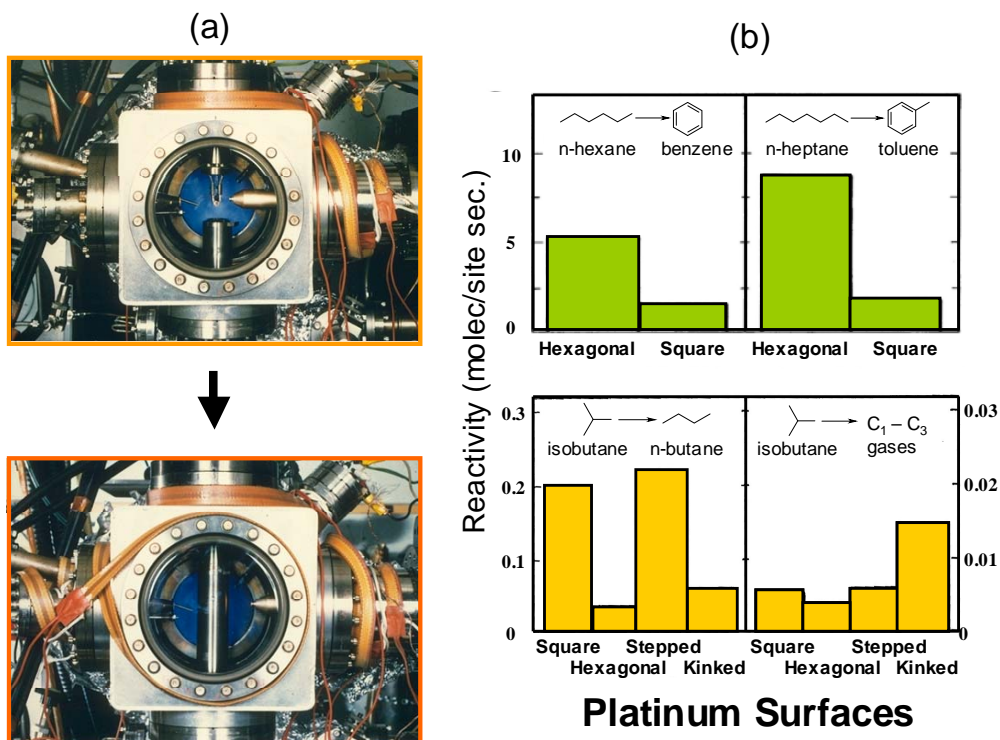 (a)
(b)
Reactivity (molec/site sec.)
n-hexane benzene
n-heptane toluene
10
5
0
Hexagonal Square
Hexagonal Square
0.3
0.2
0.1
0
isobutane n-butane
isobutane C₁ – C₃
gases
0.03
0.02
0.01
0
Square Stepped
Hexagonal Kinked
Square Stepped
Hexagonal Kinked
Platinum Surfaces